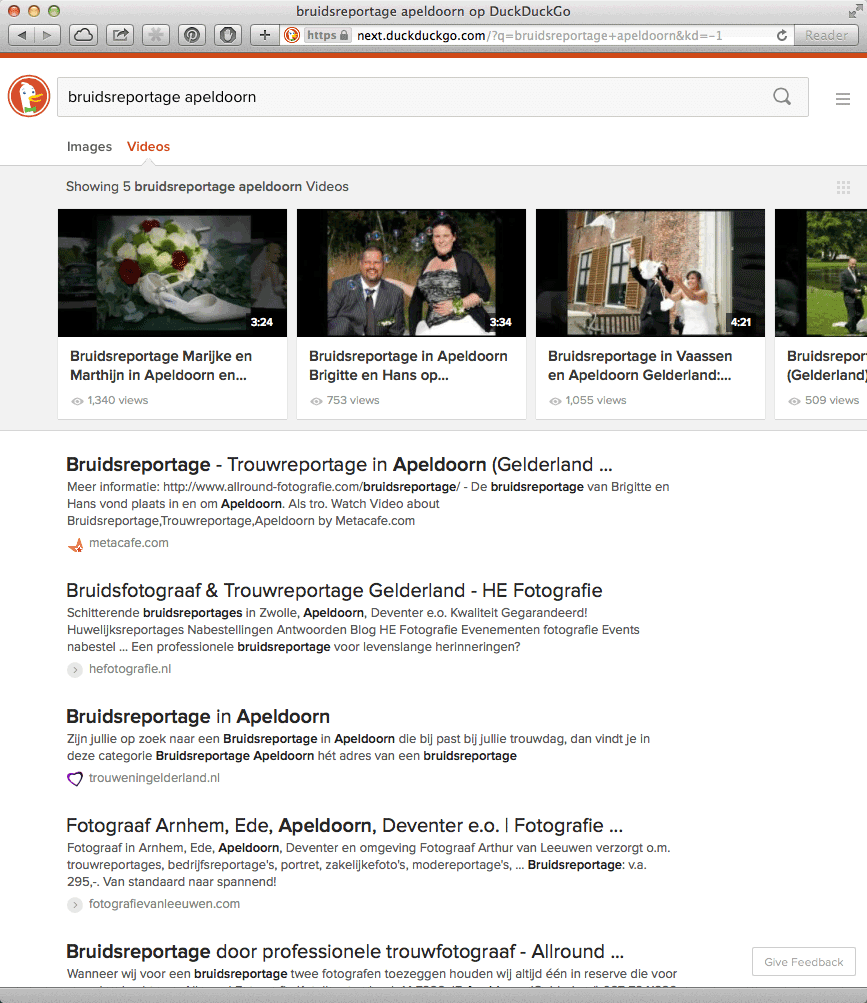 bruidsreportage apeldoorn op DuckDuckGo
https next.duckduckgo.com/?q=bruidsreportage+apeldoorn&kd=-1 Reader
bruidsreportage apeldoorn
Images Videos
Showing 5 bruidsreportage apeldoorn Videos
3:24 3:34 4:21
Bruidsreportage Marijke en
Marthijn in Apeldoorn en...
1,340 views
Bruidsreportage in Apeldoorn
Brigitte en Hans op...
753 views
Bruidsreportage in Vaassen
en Apeldoorn Gelderland:...
1,055 views
Bruidsrepor
(Gelderland)
509 views
Bruidsreportage - Trouwreportage in Apeldoorn (Gelderland ...
Meer informatie: http://www.allround-fotografie.com/bruidsreportage/ - De bruidsreportage van Brigitte en
Hans vond plaats in en om Apeldoorn. Als tro. Watch Video about
Bruidsreportage,Trouwreportage,Apeldoorn by Metacafe.com
metacafe.com
Bruidsfotograaf & Trouwreportage Gelderland - HE Fotografie
Schitterende bruidsreportages in Zwolle, Apeldoorn, Deventer e.o. Kwaliteit Gegarandeerd!
Huwelijksreportages Nabestellingen Antwoorden Blog HE Fotografie Evenementen fotografie Events
nabestel ... Een professionele bruidsreportage voor levenslange herinneringen?
hefotografie.nl
Bruidsreportage in Apeldoorn
Zijn jullie op zoek naar een Bruidsreportage in Apeldoorn die bij past bij jullie trouwdag, dan vindt je in
deze categorie Bruidsreportage Apeldoorn hét adres van een bruidsreportage
trouweningelderland.nl
Fotograaf Arnhem, Ede, Apeldoorn, Deventer e.o. | Fotografie ...
Fotograaf in Arnhem, Ede, Apeldoorn, Deventer en omgeving Fotograaf Arthur van Leeuwen verzorgt o.m.
trouwreportages, bedrijfsreportage's, portret, zakelijkefoto's, modereportage's, ... Bruidsreportage: v.a.
295,-. Van standaard naar spannend!
fotografievanleeuwen.com
Bruidsreportage door professionele trouwfotograaf - Allround ...
Give Feedback
Wanneer wij voor een bruidsreportage twee fotografen toezeggen houden wij altijd één in reserve die voor